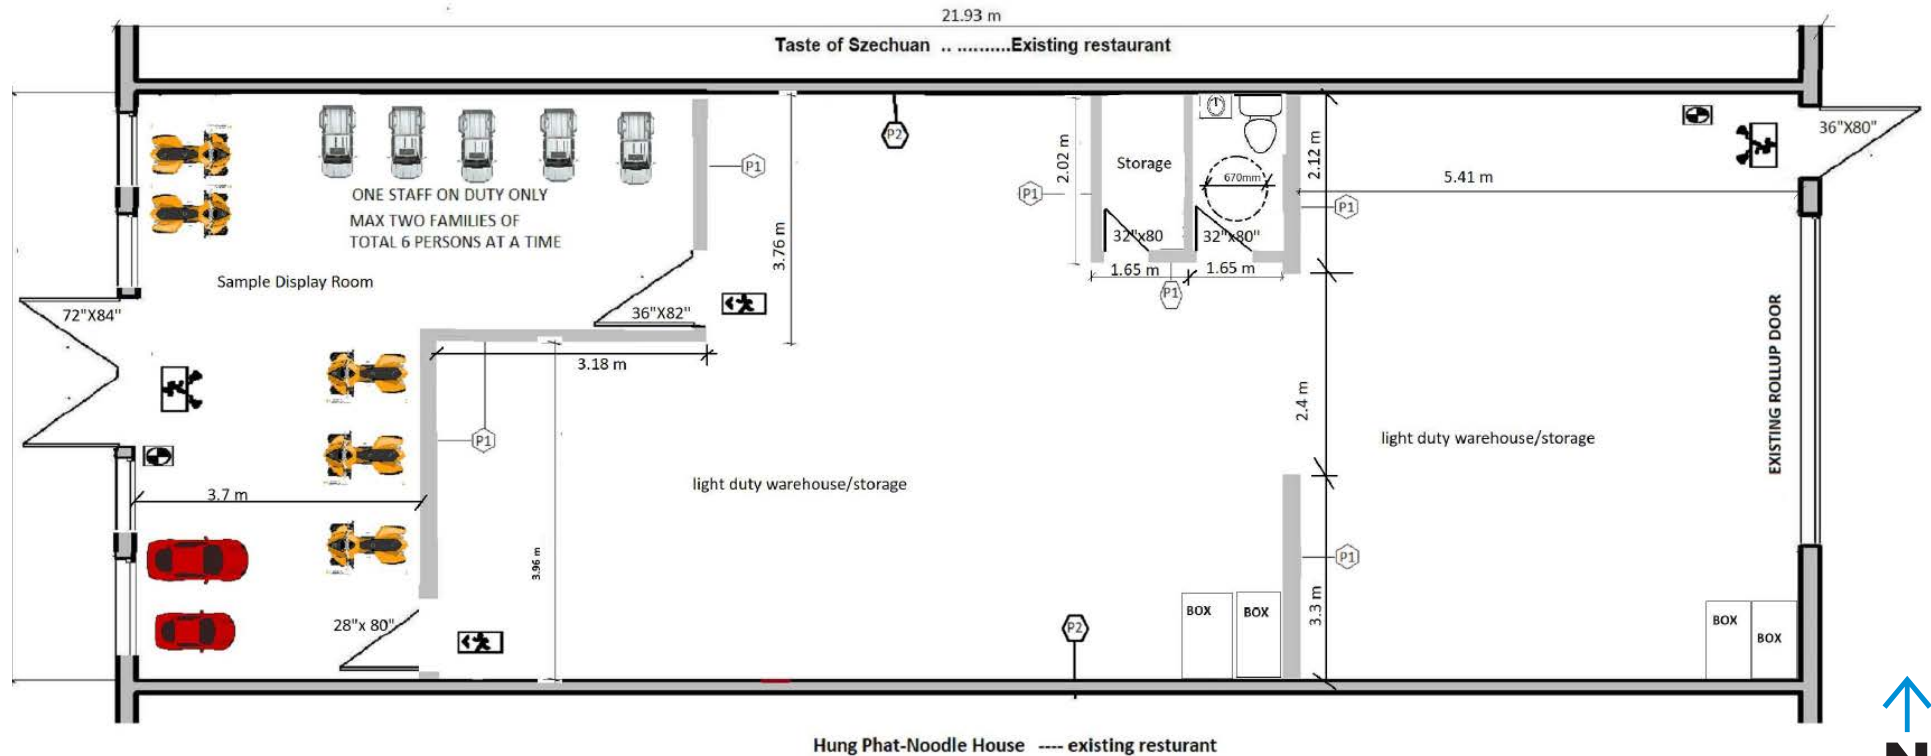 21.93 m
Taste of Szechuan .. ..........Existing restaurant
36"X80"
P2
P1
2.02 m
Storage
2.12 m
670mm
5.41 m
P1
P1
ONE STAFF ON DUTY ONLY
MAX TWO FAMILIES OF
TOTAL 6 PERSONS AT A TIME
3.76 m
32"x80
32"x80"
Sample Display Room
1.65 m
1.65 m
P1
72"X84"
36"X82"
3.18 m
EXISTING ROLLUP DOOR
2.4 m
P1
light duty warehouse/storage
light duty warehouse/storage
3.7 m
3.96 m
P1
3.3 m
BOX
BOX
BOX
BOX
28"x 80"
P2
Hung Phat-Noodle House ---- existing resturant
N